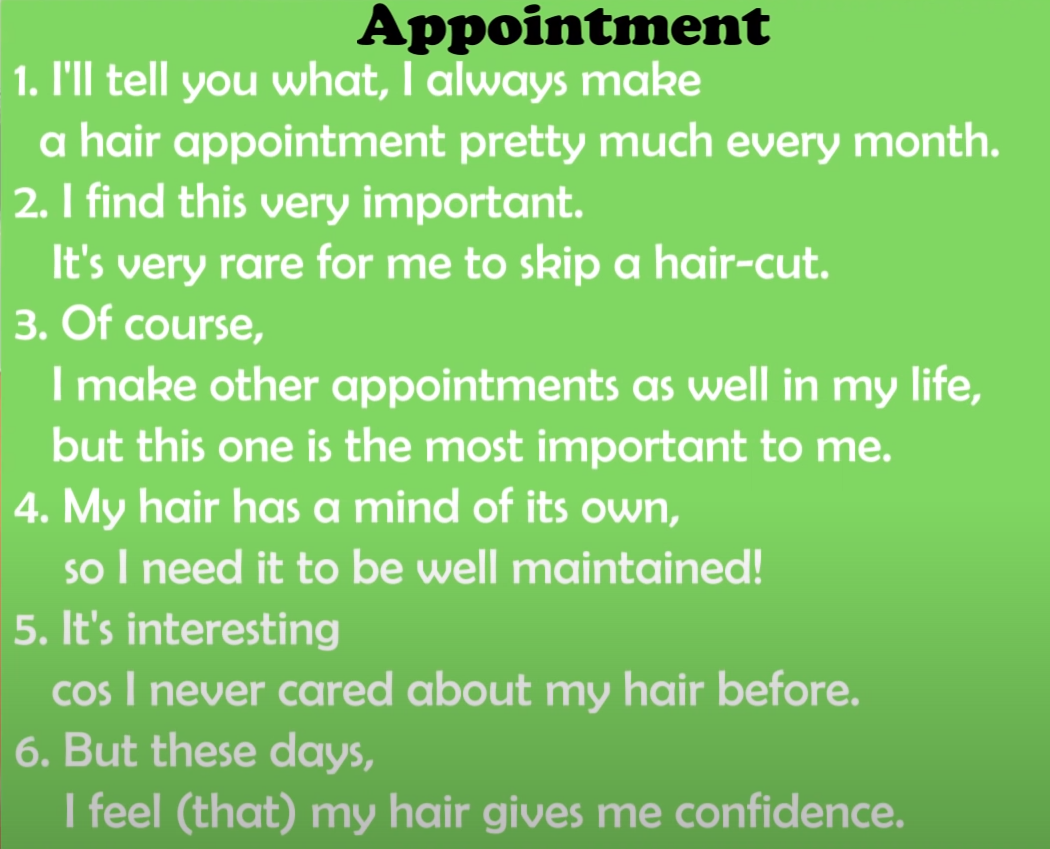 Appointment
1. I'll tell you what, I always make
a hair appointment pretty much every month.
2. I find this very important.
It's very rare for me to skip a hair-cut.
3. Of course,
I make other appointments as well in my life,
but this one is the most important to me.
4. My hair has a mind of its own,
so I need it to be well maintained!
5. It's interesting
cos I never cared about my hair before.
6. But these days,
I feel (that) my hair gives me confidence.